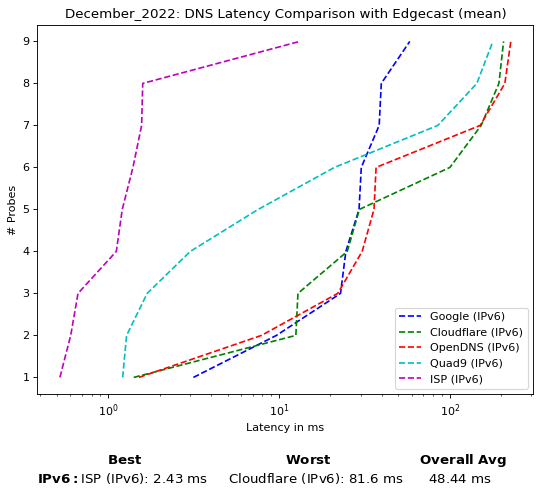 December_2022: DNS Latency Comparison with Edgecast (mean)
# Probes
9
8
7
6
5
4
3
2
1
Google (IPv6)
Cloudflare (IPv6)
OpenDNS (IPv6)
Quad9 (IPv6)
ISP (IPv6)
10⁰ 10¹ 10²
Latency in ms
Best Worst Overall Avg
IPv6: ISP (IPv6): 2.43 ms Cloudflare (IPv6): 81.6 ms 48.44 ms